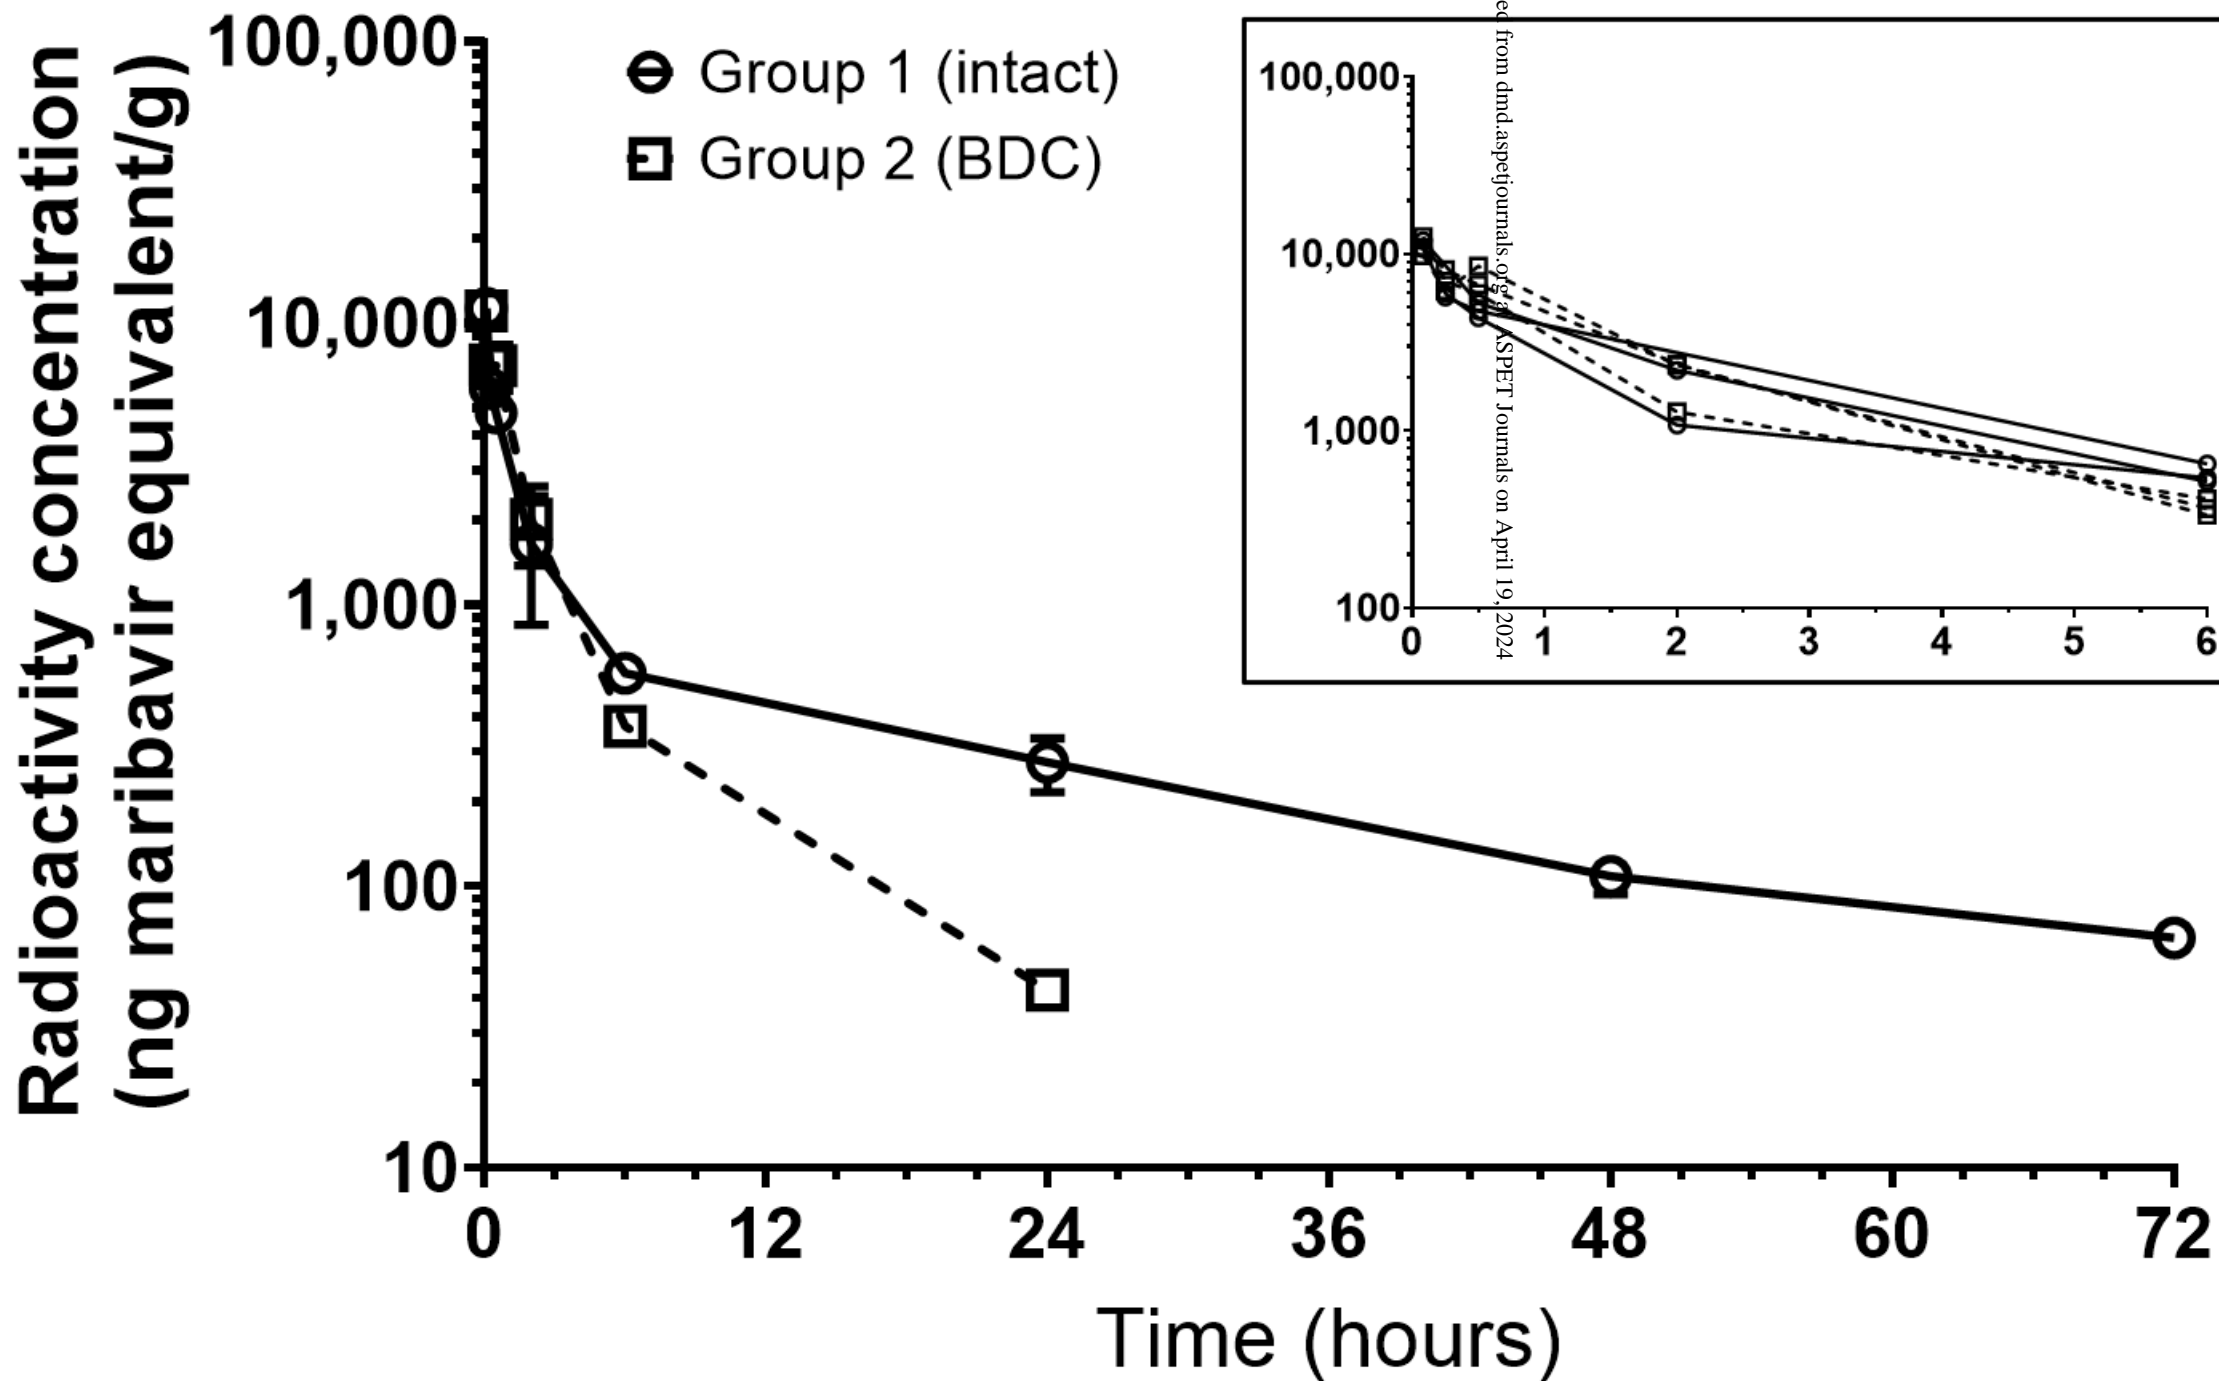 Radioactivity concentration
(ng maribavir equivalent/g)
100,000
10,000
1,000
100
10
Group 1 (intact)
Group 2 (BDC)
0 12 24 36 48 60 72
Time (hours)
100,000
10,000
1,000
100
0 1 2 3 4 5 6
from dmd.aspetjournals.org at ASPET Journals on April 19, 2024